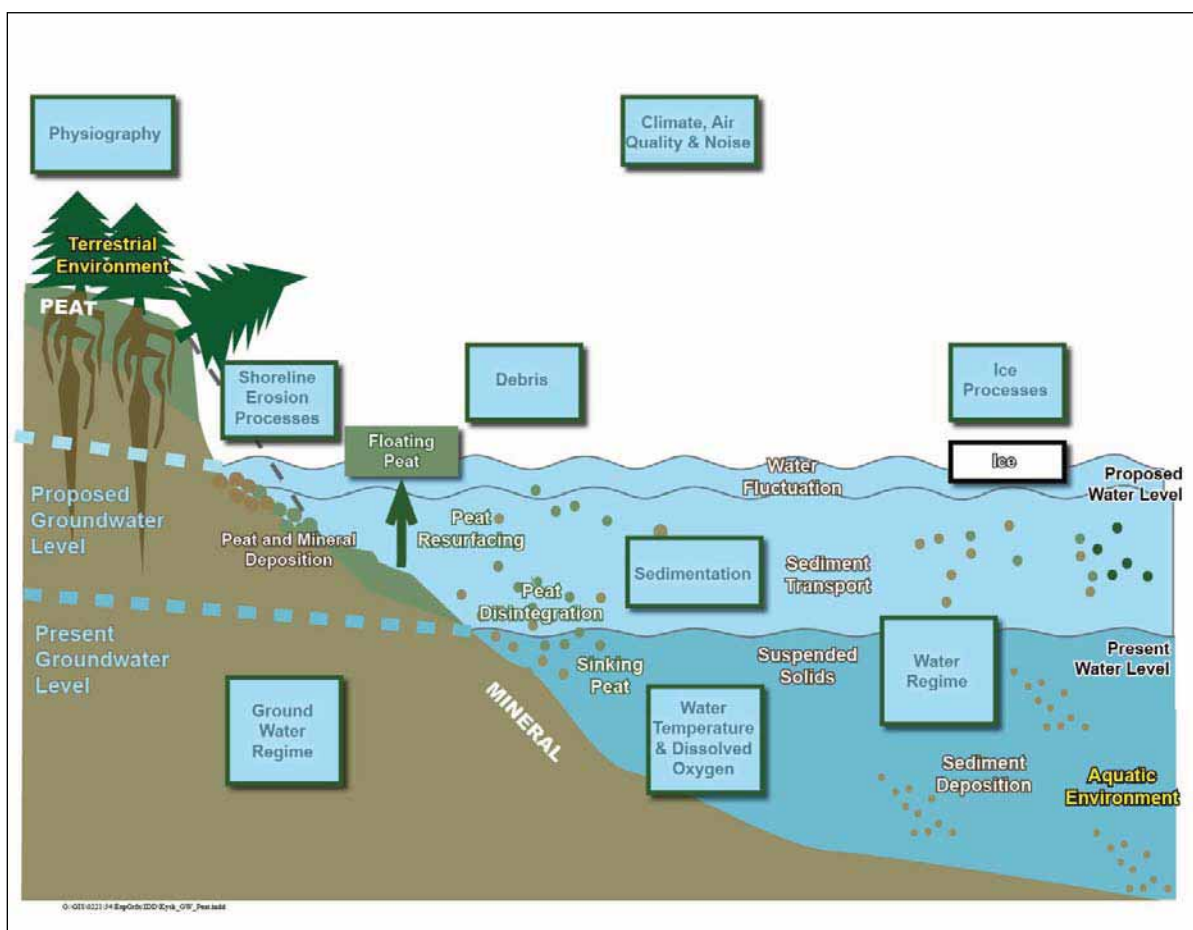 Physiography
Climate, Air
Quality & Noise
Terrestrial
Environment
PEAT
Shoreline
Erosion
Processes
Debris
Ice
Processes
Floating
Peat
Ice
Water
Fluctuation
Proposed
Water Level
Proposed
Groundwater
Level
Peat and Mineral
Deposition
Peat
Resurfacing
Sedimentation
Sediment
Transport
Peat
Disintegration
Present
Groundwater
Level
Sinking
Peat
Suspended
Solids
Water
Regime
Present
Water Level
MINERAL
Ground
Water
Regime
Water
Temperature
& Dissolved
Oxygen
Sediment
Deposition
Aquatic
Environment